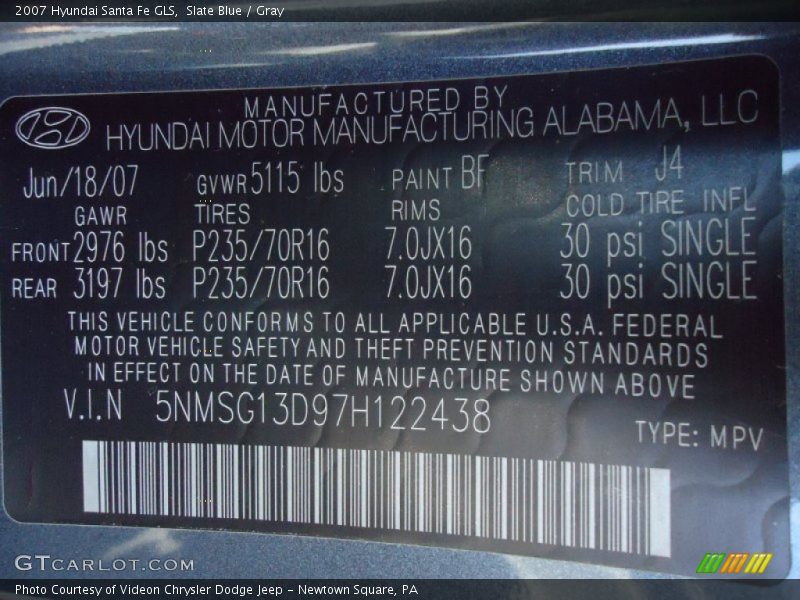 2007 Hyundai Santa Fe GLS,  Slate Blue / Gray
MANUFACTURED BY
HYUNDAI MOTOR MANUFACTURING ALABAMA, LLC
Jun/18/07 GVWR 5115 lbs PAINT BF TRIM J4
GAWR TIRES RIMS COLD TIRE INFL
FRONT 2976 lbs P235/70R16 7.0JX16 30 psi SINGLE
REAR 3197 lbs P235/70R16 7.0JX16 30 psi SINGLE
THIS VEHICLE CONFORMS TO ALL APPLICABLE U.S.A. FEDERAL
MOTOR VEHICLE SAFETY AND THEFT PREVENTION STANDARDS
IN EFFECT ON THE DATE OF MANUFACTURE SHOWN ABOVE
V.I.N 5NMSG13D97H122438
TYPE: MPV
GTCARLOT.COM
Photo Courtesy of Videon Chrysler Dodge Jeep - Newtown Square, PA